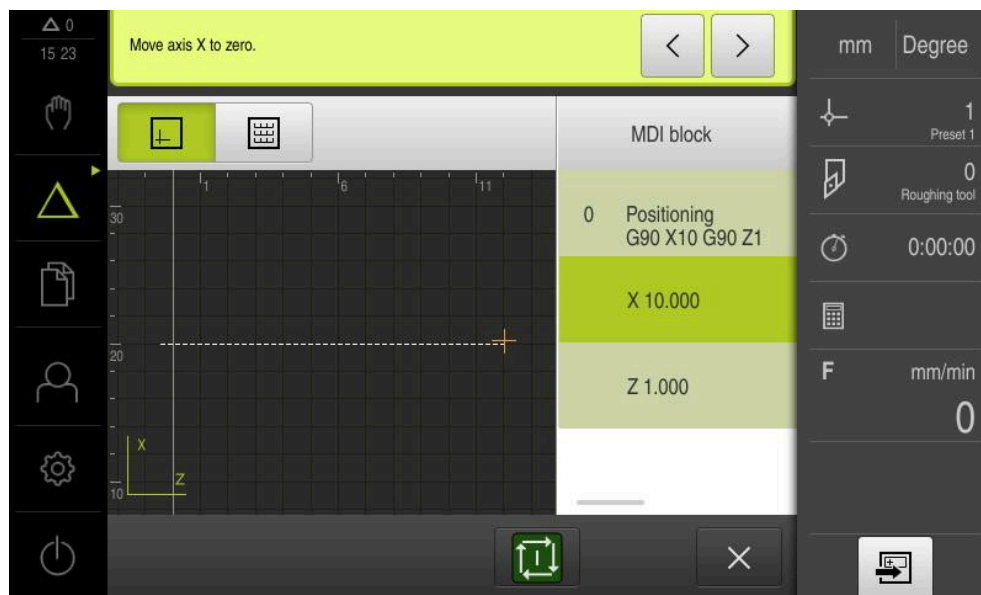 0
15 23
Move axis X to zero.
mm
Degree
1
Preset 1
0
Roughing tool
0:00:00
F
mm/min
0
MDI block
0 Positioning
G90 X10 G90 Z1
X 10.000
Z 1.000
1
6
11
30
20
10
X
Z